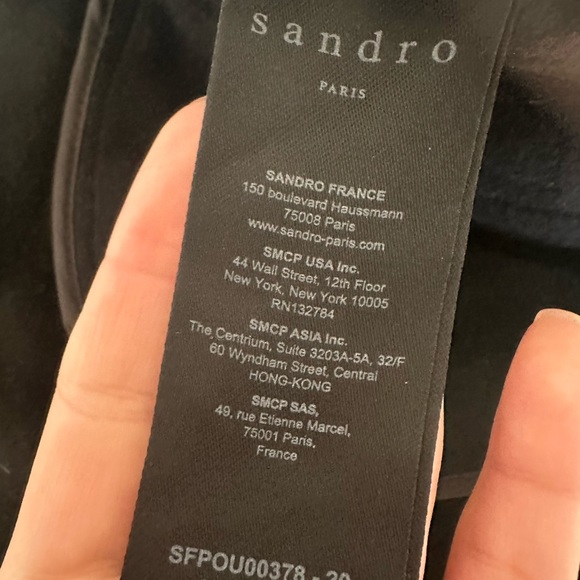 sandro
PARIS
SANDRO FRANCE
150 boulevard Haussmann
75008 Paris
www.sandro-paris.com
SMCP USA Inc.
44 Wall Street, 12th Floor
New York, New York 10005
RN132784
SMCP ASIA Inc.
The Centrium, Suite 3203A-5A, 32/F
60 Wyndham Street, Central
HONG-KONG
SMCP SAS,
49, rue Etienne Marcel,
75001 Paris,
France
SFPOU00378 - 20